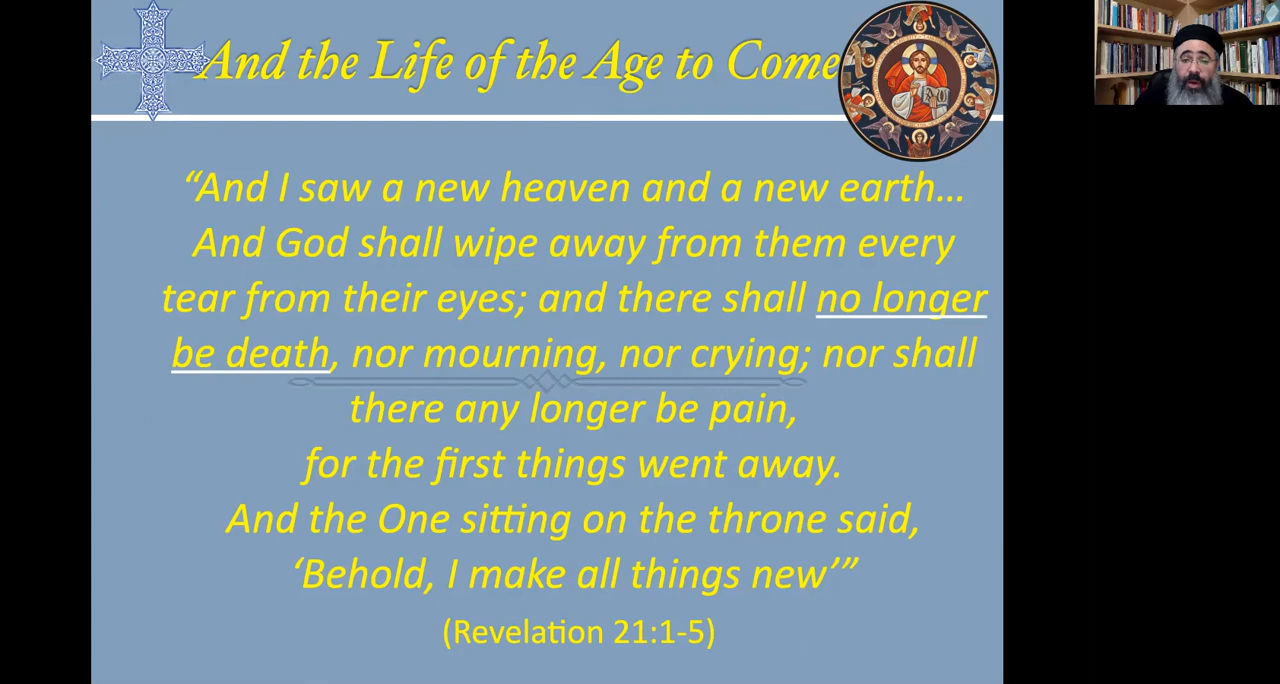 And the Life of the Age to Come
“And I saw a new heaven and a new earth…
And God shall wipe away from them every
tear from their eyes; and there shall no longer
be death, nor mourning, nor crying; nor shall
there any longer be pain,
for the first things went away.
And the One sitting on the throne said,
‘Behold, I make all things new’”
(Revelation 21:1-5)